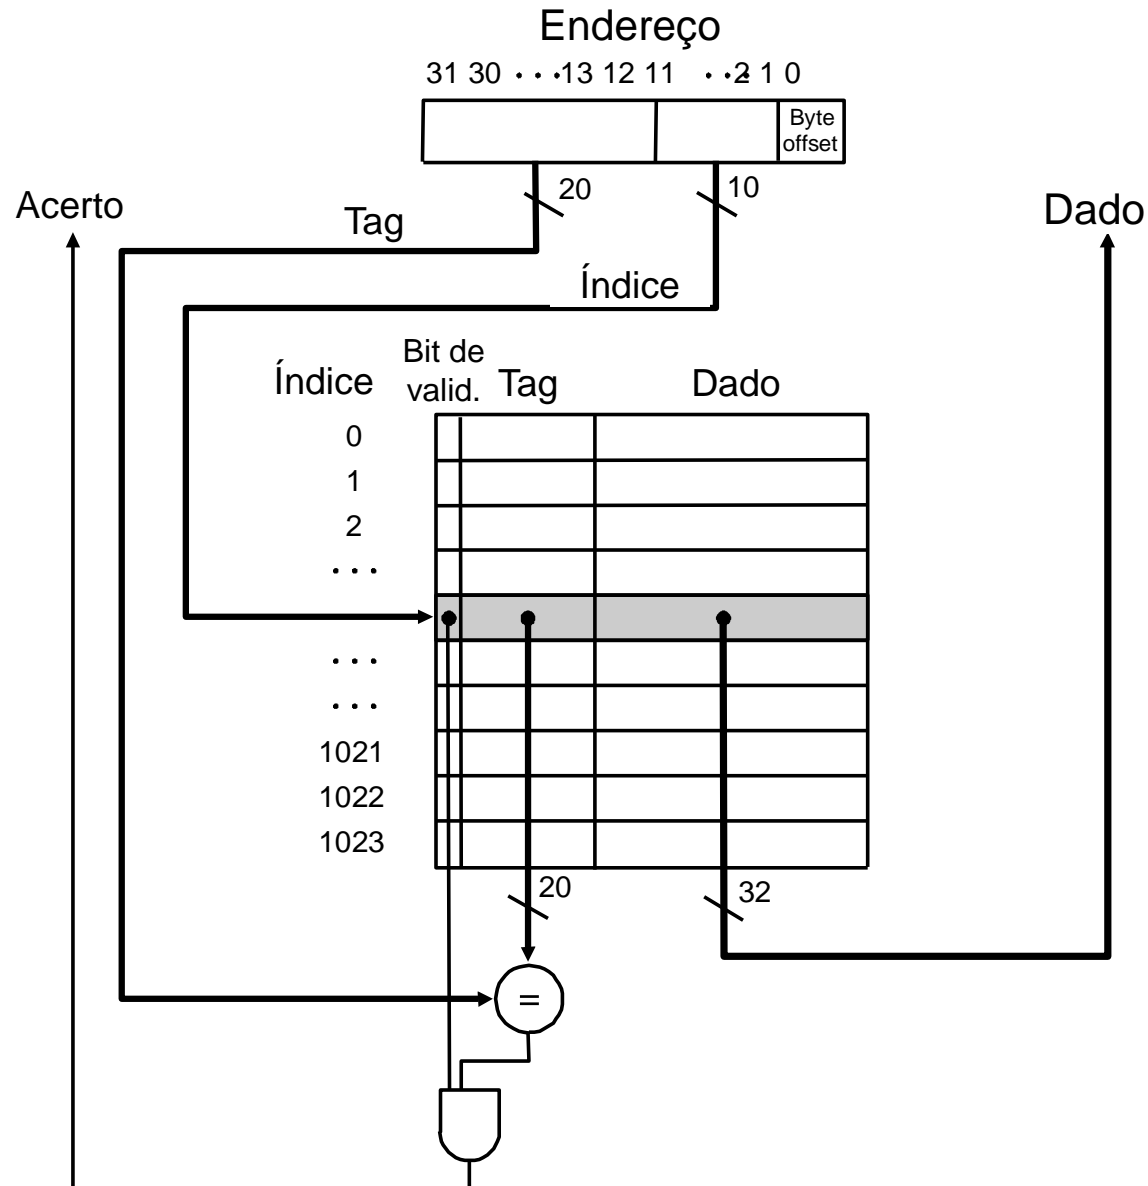 Endereço
31 30 · · · 13 12 11 · · · 2 1 0
Byte
offset
20
10
Acerto
Tag
Dado
Índice
Bit de
valid.
Índice
Tag
Dado
0
1
2
· · ·
· · ·
· · ·
1021
1022
1023
20
32
=